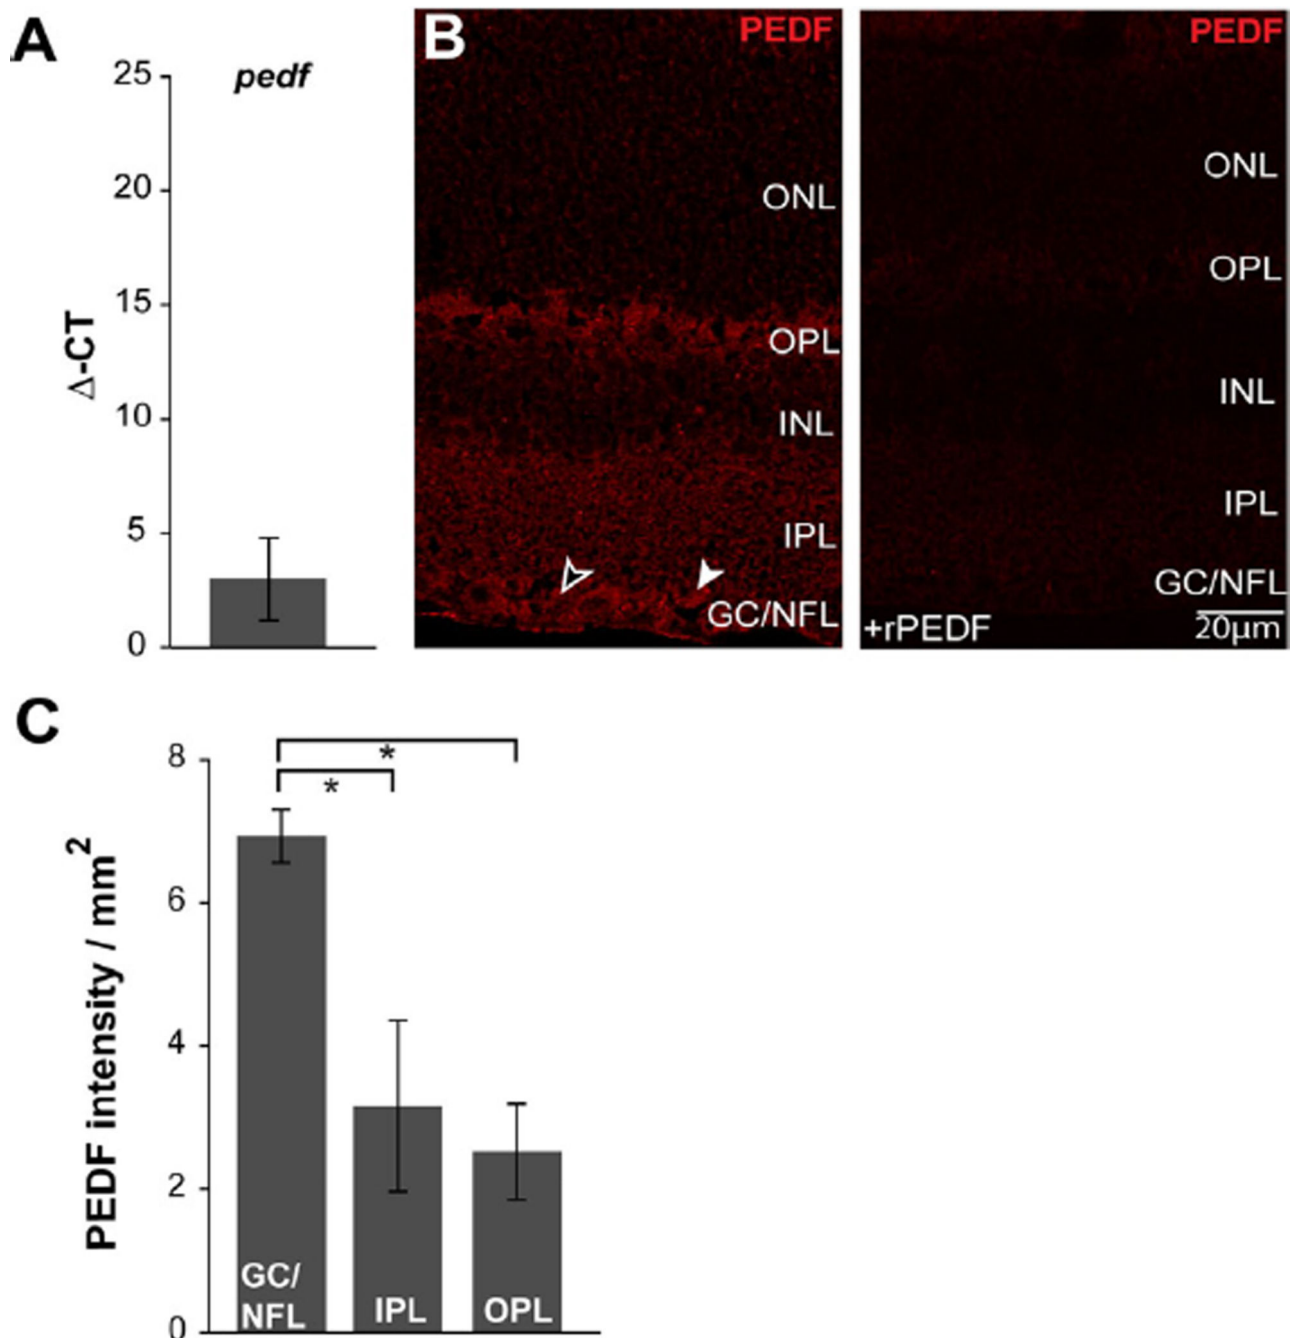 A
pedf
25
20
15
10
5
0
Δ-CT
B
PEDF
ONL
OPL
INL
IPL
GC/NFL
PEDF
ONL
OPL
INL
IPL
GC/NFL
+rPEDF
20µm
C
8
6
4
2
0
PEDF intensity / mm²
*
*
GC/
NFL
IPL
OPL